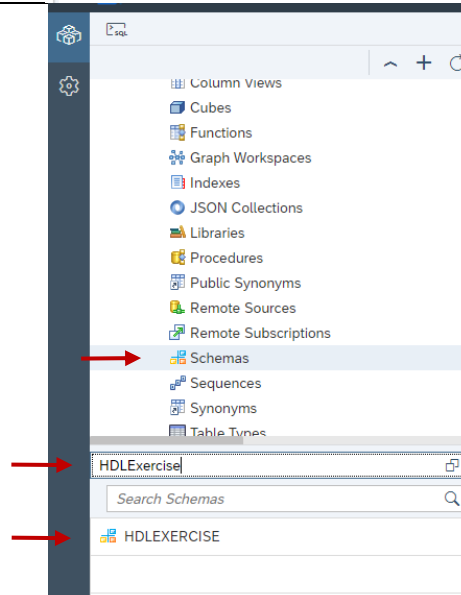 SQL
Column Views
Cubes
Functions
Graph Workspaces
Indexes
JSON Collections
Libraries
Procedures
Public Synonyms
Remote Sources
Remote Subscriptions
Schemas
Sequences
Synonyms
Table Types
HDLExercise
Search Schemas
HDLEXERCISE